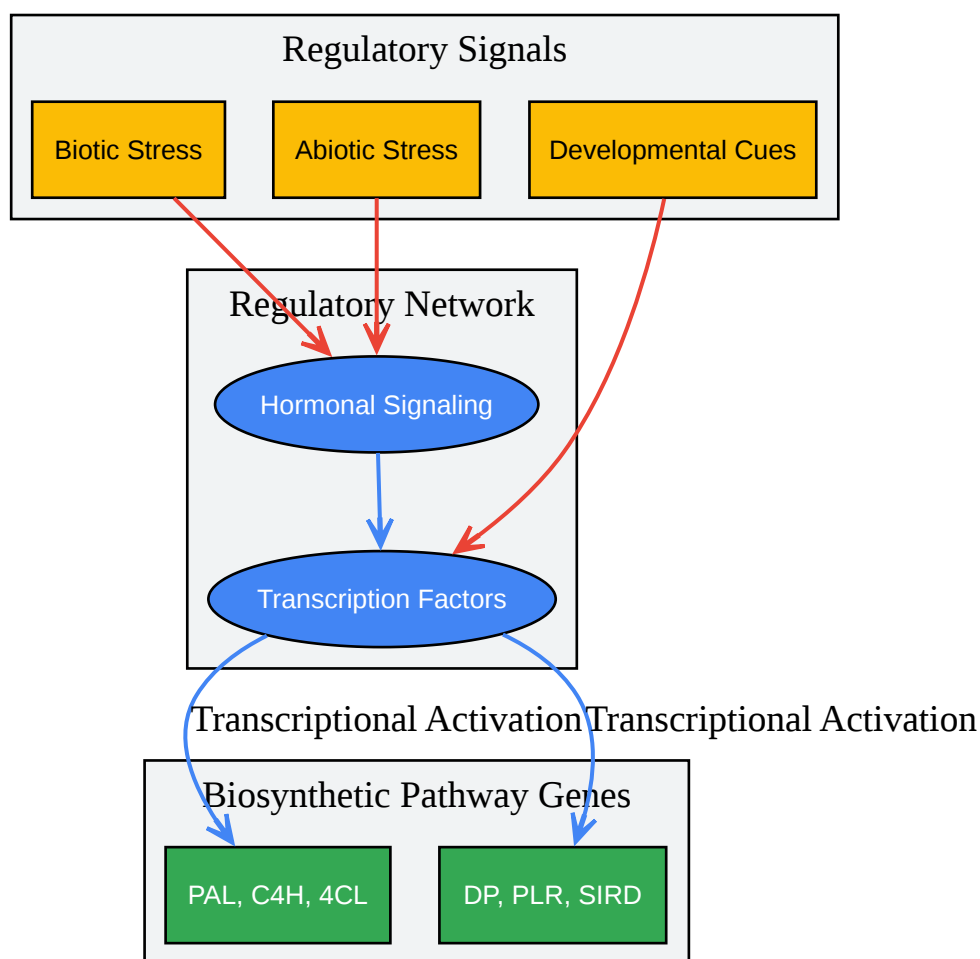 Regulatory Signals
Biotic Stress
Abiotic Stress
Developmental Cues
Regulatory Network
Hormonal Signaling
Transcription Factors
Transcriptional Activation
Transcriptional Activation
Biosynthetic Pathway Genes
PAL, C4H, 4CL
DP, PLR, SIRD